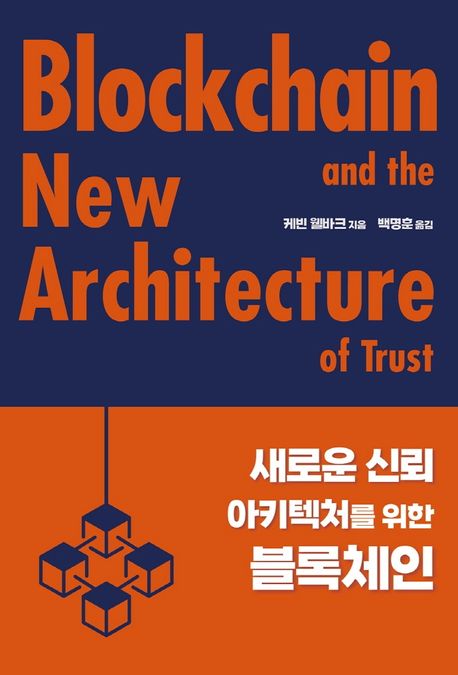 Blockchain
and the
New
케빈 웰바크 지음 백명훈 옮김
Architecture
of Trust
새로운 신뢰
아키텍처를 위한
블록체인